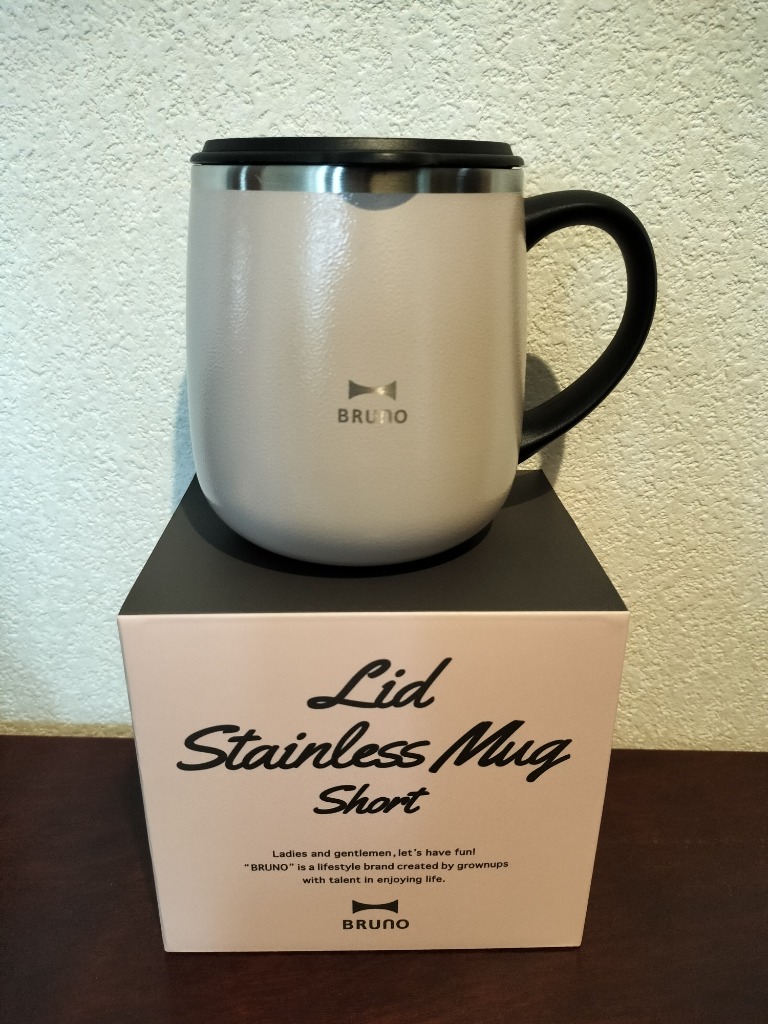 BRUNO
Lid
Stainless Mug
Short
Ladies and gentlemen, let's have fun!
"BRUNO" is a lifestyle brand created by grownups
with talent in enjoying life.
BRUNO